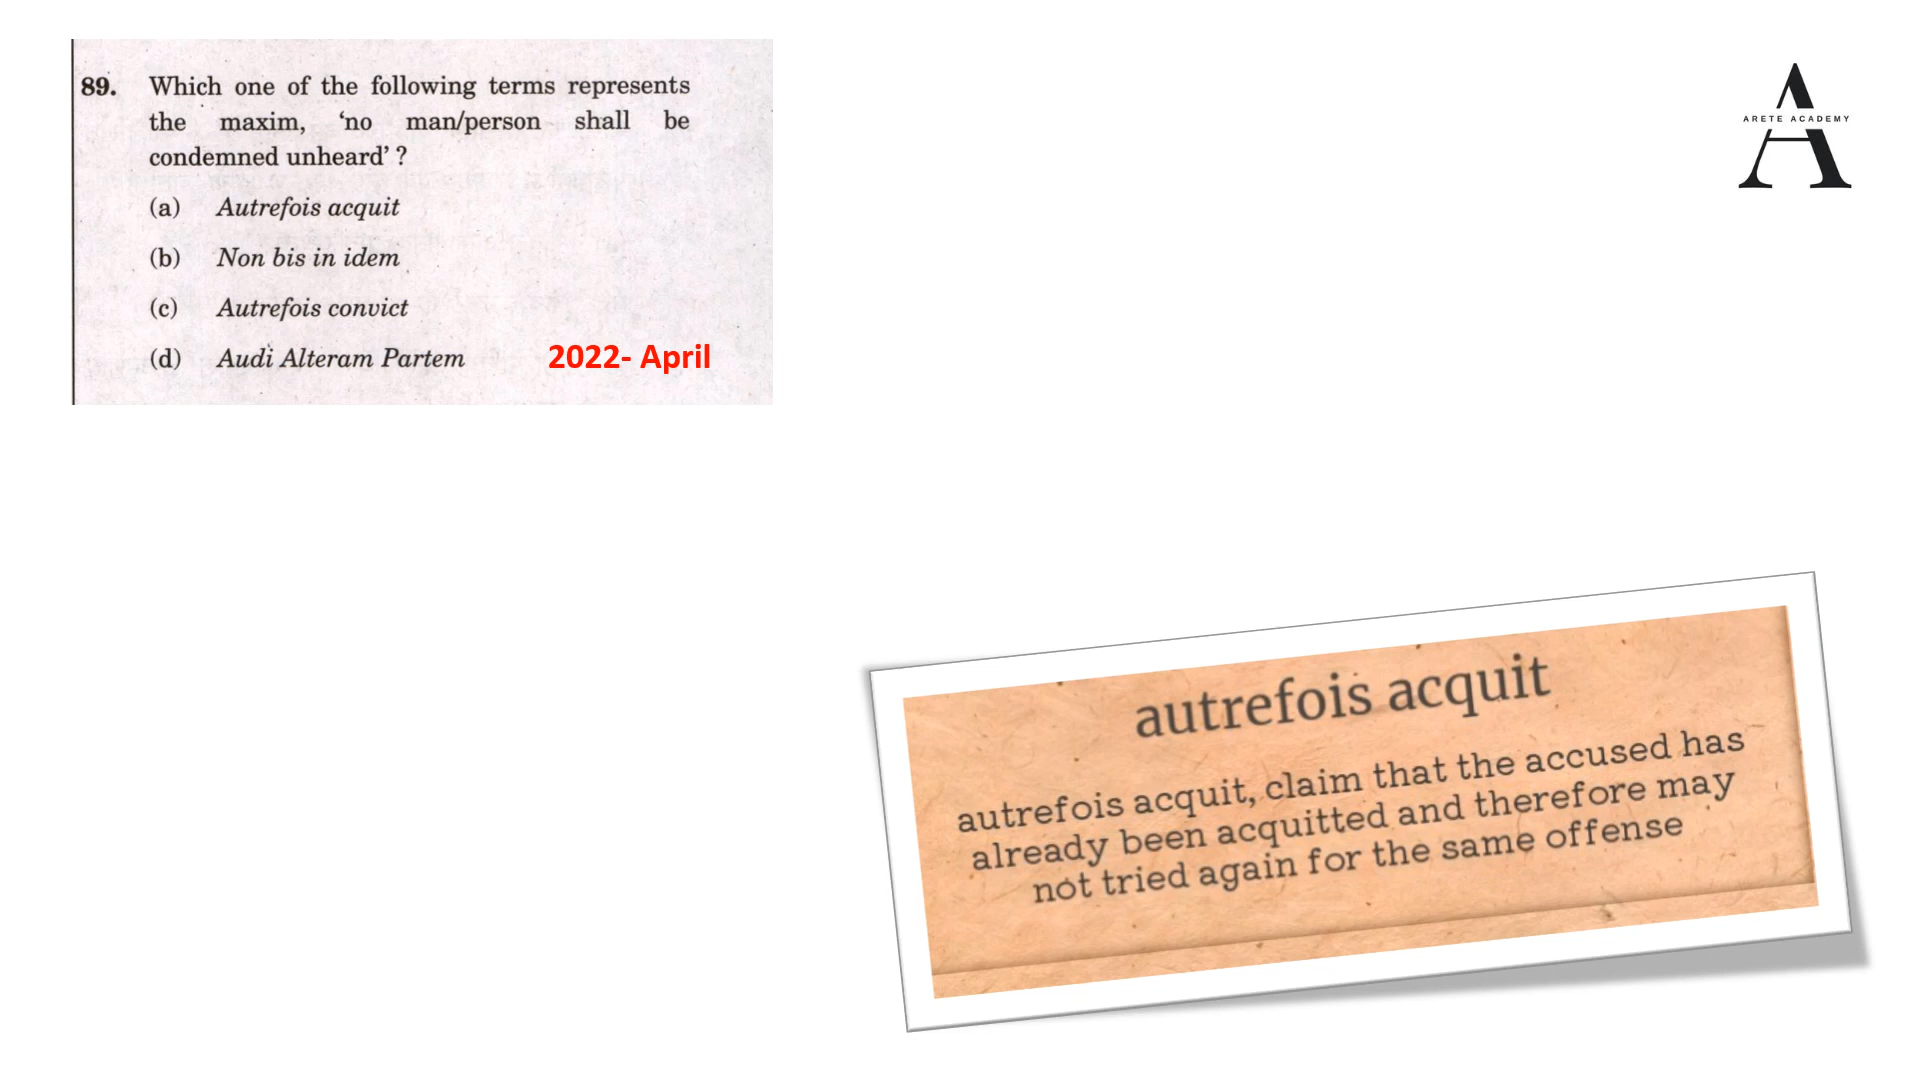 89. Which one of the following terms represents
the maxim, ‘no man/person shall be
condemned unheard’ ?
(a) Autrefois acquit
(b) Non bis in idem
(c) Autrefois convict
(d) Audi Alteram Partem
2022- April
ARETE ACADEMY
autrefois acquit
autrefois acquit, claim that the accused has
already been acquitted and therefore may
not tried again for the same offense